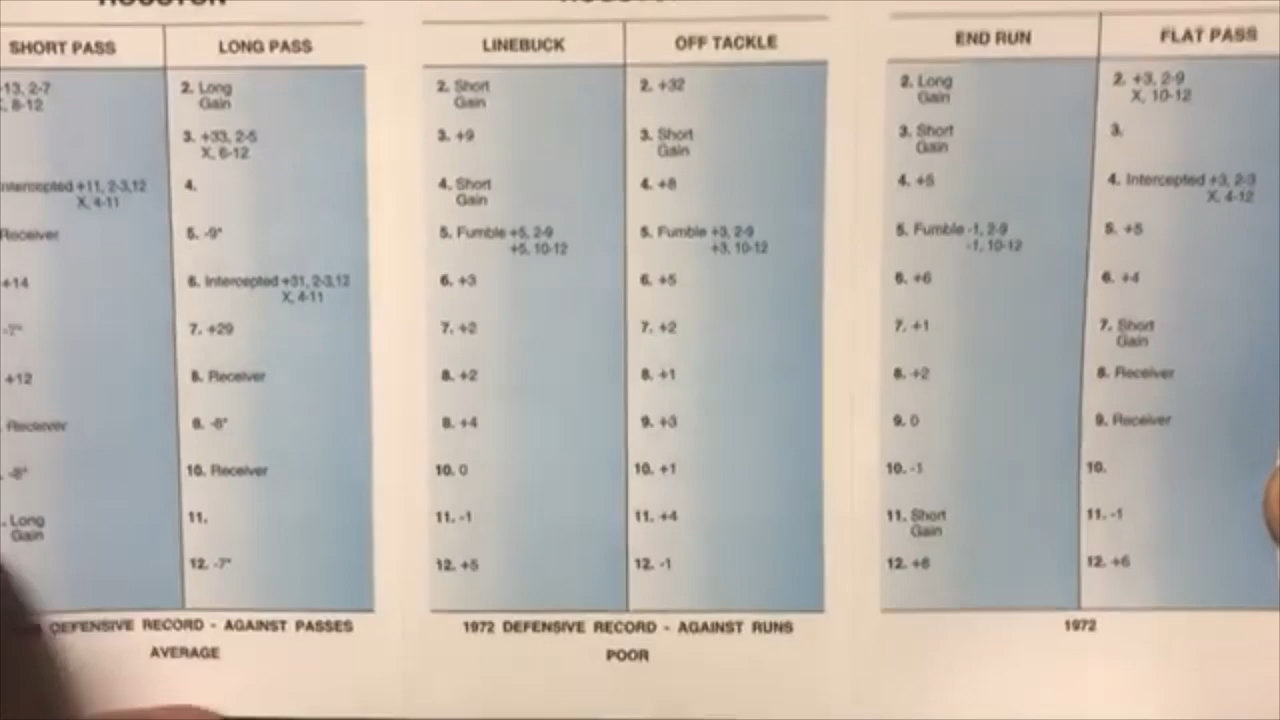 HOUSTON
SHORT PASS
-13, 2-7
X, 8-12
Intercepted +11, 2-3,12
X, 4-11
Receiver
+14
-7*
+12
Receiver
-8*
Long
Gain
LONG PASS
2. Long
Gain
3. +33, 2-5
X, 6-12
4.
5. -9*
6. Intercepted +31, 2-3,12
X, 4-11
7. +29
8. Receiver
9. -6*
10. Receiver
11.
12. -7*
DEFENSIVE RECORD - AGAINST PASSES
AVERAGE
LINEBUCK
2. Short
Gain
3. +9
4. Short
Gain
5. Fumble +5, 2-9
+5, 10-12
6. +3
7. +2
8. +2
9. +4
10. 0
11. -1
12. +5
OFF TACKLE
2. +32
3. Short
Gain
4. +8
5. Fumble +3, 2-9
+3, 10-12
6. +5
7. +2
8. +1
9. +3
10. +1
11. +4
12. -1
1972 DEFENSIVE RECORD - AGAINST RUNS
POOR
END RUN
2. Long
Gain
3. Short
Gain
4. +5
5. Fumble -1, 2-9
-1, 10-12
6. +6
7. +1
8. +2
9. 0
10. -1
11. Short
Gain
12. +6
FLAT PASS
2. +3, 2-9
X, 10-12
3.
4. Intercepted +3, 2-3
X, 4-12
5. +5
6. +4
7. Short
Gain
8. Receiver
9. Receiver
10.
11. -1
12. +6
1972